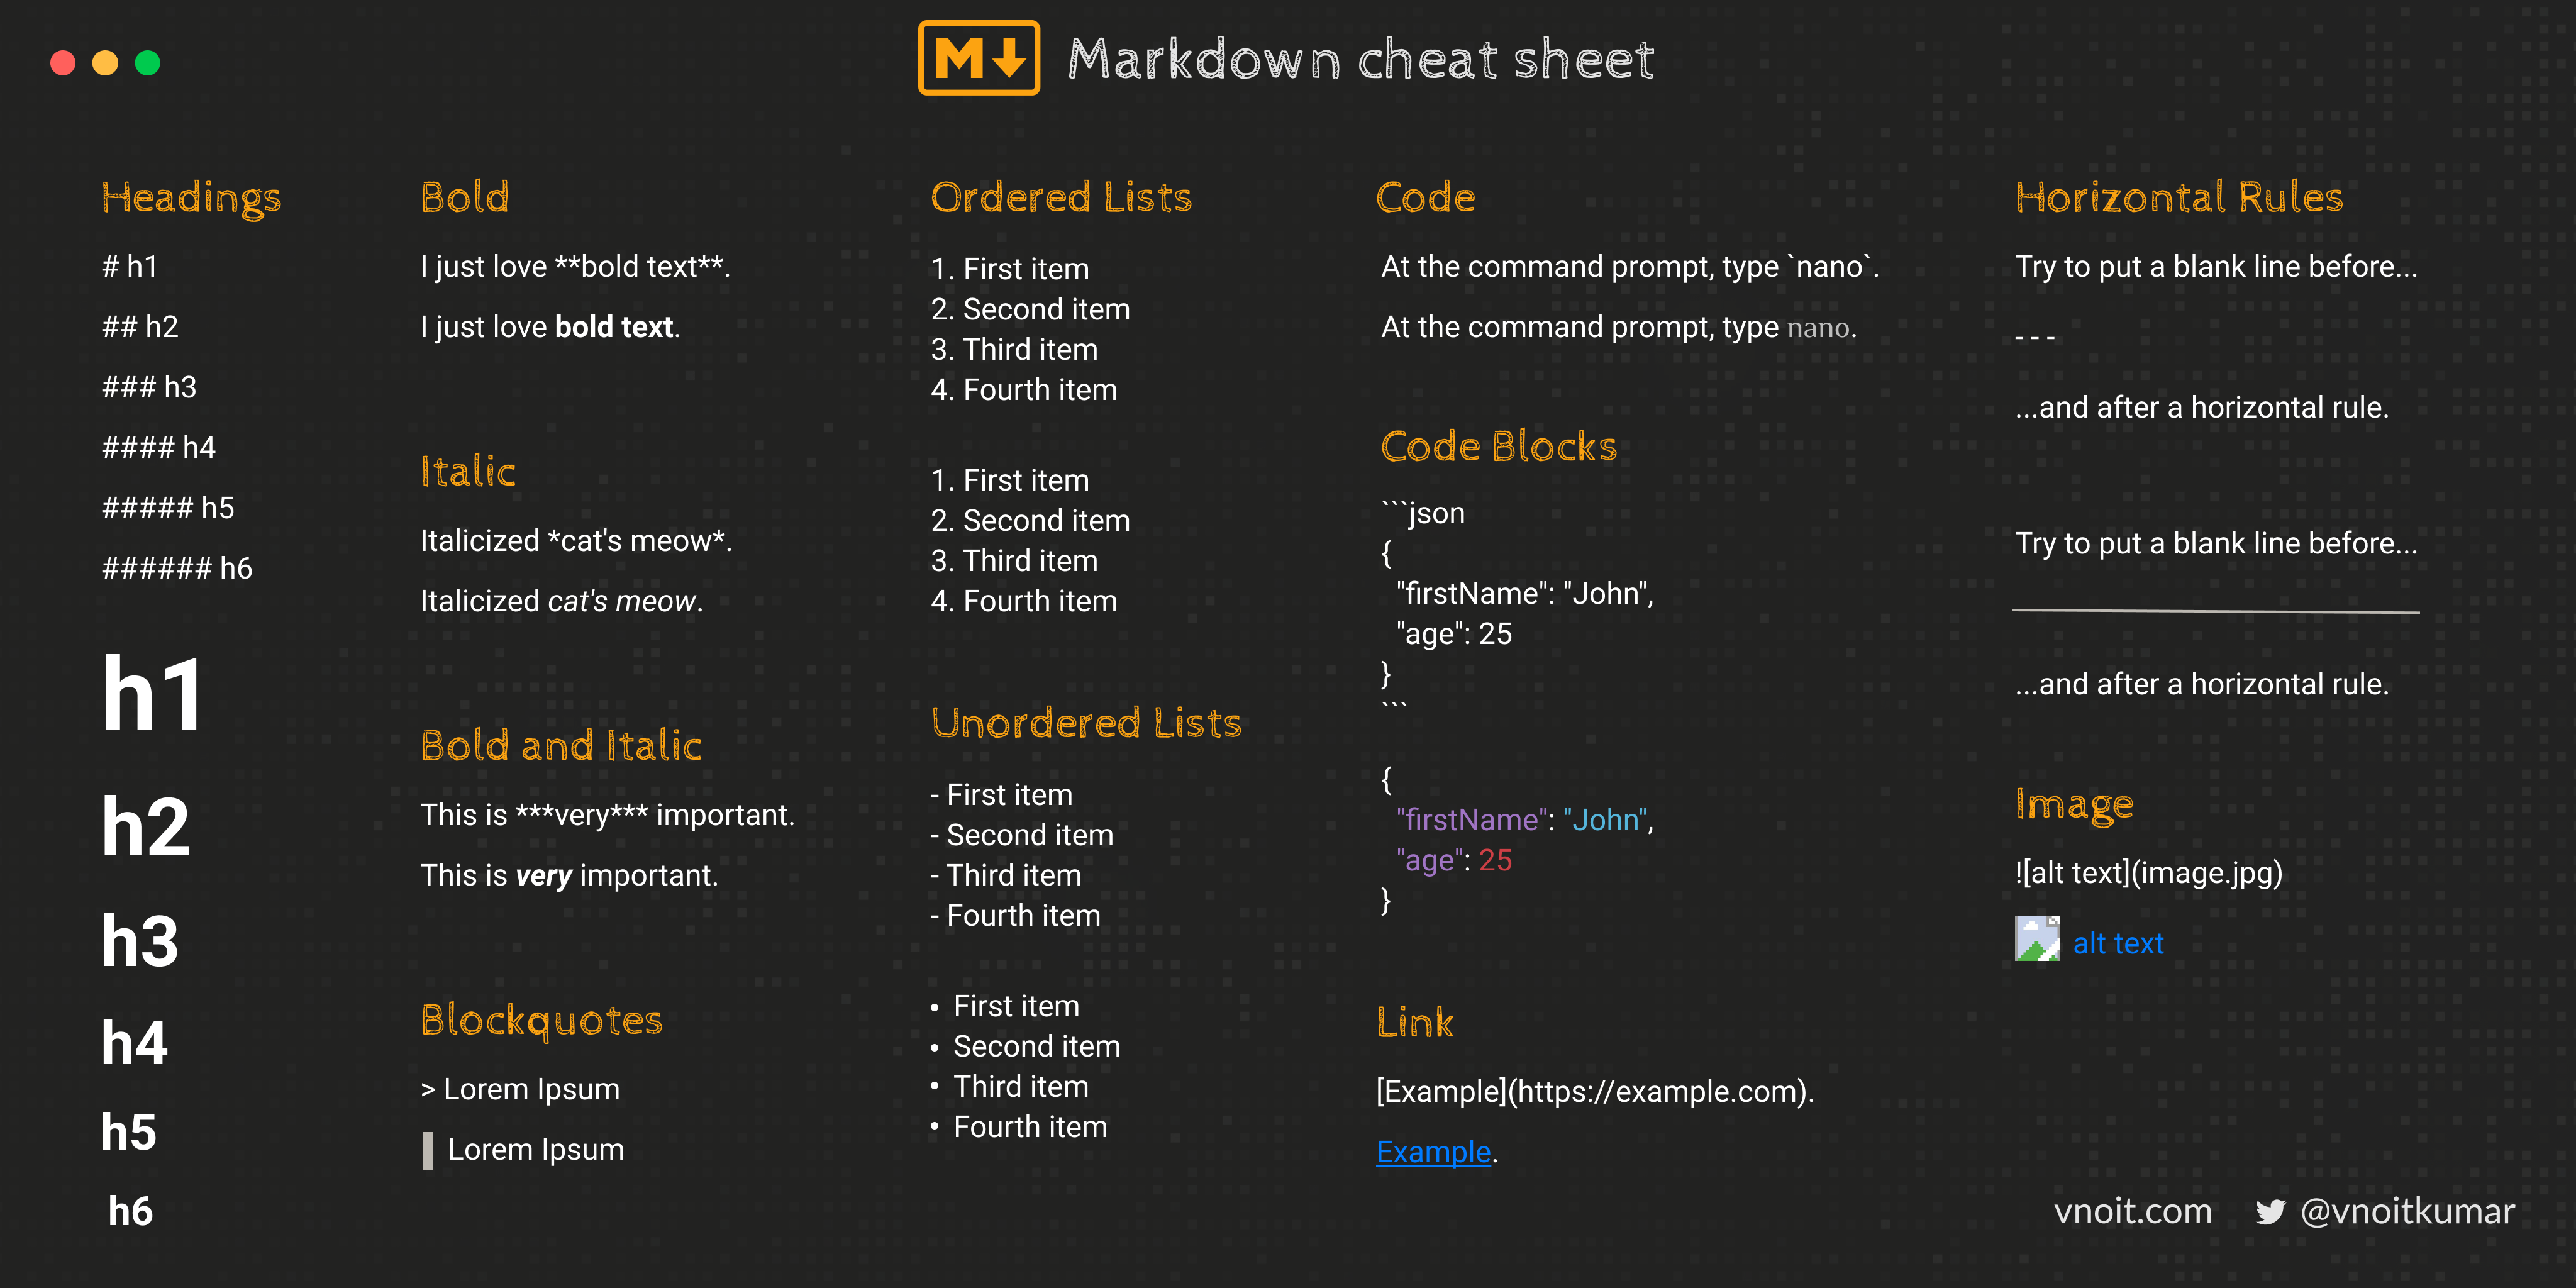 M
Markdown cheat sheet
Headings
# h1
## h2
### h3
#### h4
##### h5
###### h6
h1
h2
h3
h4
h5
h6
Bold
I just love **bold text**.
I just love bold text.
Italic
Italicized *cat's meow*.
Italicized cat's meow.
Bold and Italic
This is ***very*** important.
This is very important.
Blockquotes
> Lorem Ipsum
Lorem Ipsum
Ordered Lists
1. First item
2. Second item
3. Third item
4. Fourth item
1. First item
2. Second item
3. Third item
4. Fourth item
Unordered Lists
- First item
- Second item
- Third item
- Fourth item
• First item
• Second item
• Third item
• Fourth item
Code
At the command prompt, type `nano`.
At the command prompt, type nano.
Code Blocks
```json
{
  "firstName": "John",
  "age": 25
}
```
{
  "firstName": "John",
  "age": 25
}
Link
[Example](https://example.com).
Example.
Horizontal Rules
Try to put a blank line before...
- - -
...and after a horizontal rule.
Try to put a blank line before...
...and after a horizontal rule.
Image
![alt text](image.jpg)
alt text
vnoit.com
@vnoitkumar